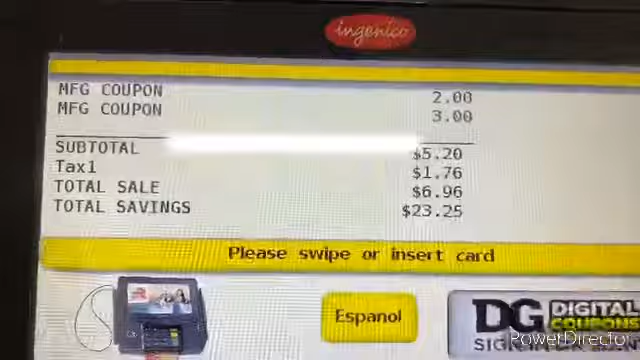 ingenico
MFG COUPON 2.00
MFG COUPON 3.00
SUBTOTAL $5.20
Tax1 $1.76
TOTAL SALE $6.96
TOTAL SAVINGS $23.25
Please swipe or insert card
Espanol
DG DIGITAL
COUPONS
PowerDirector